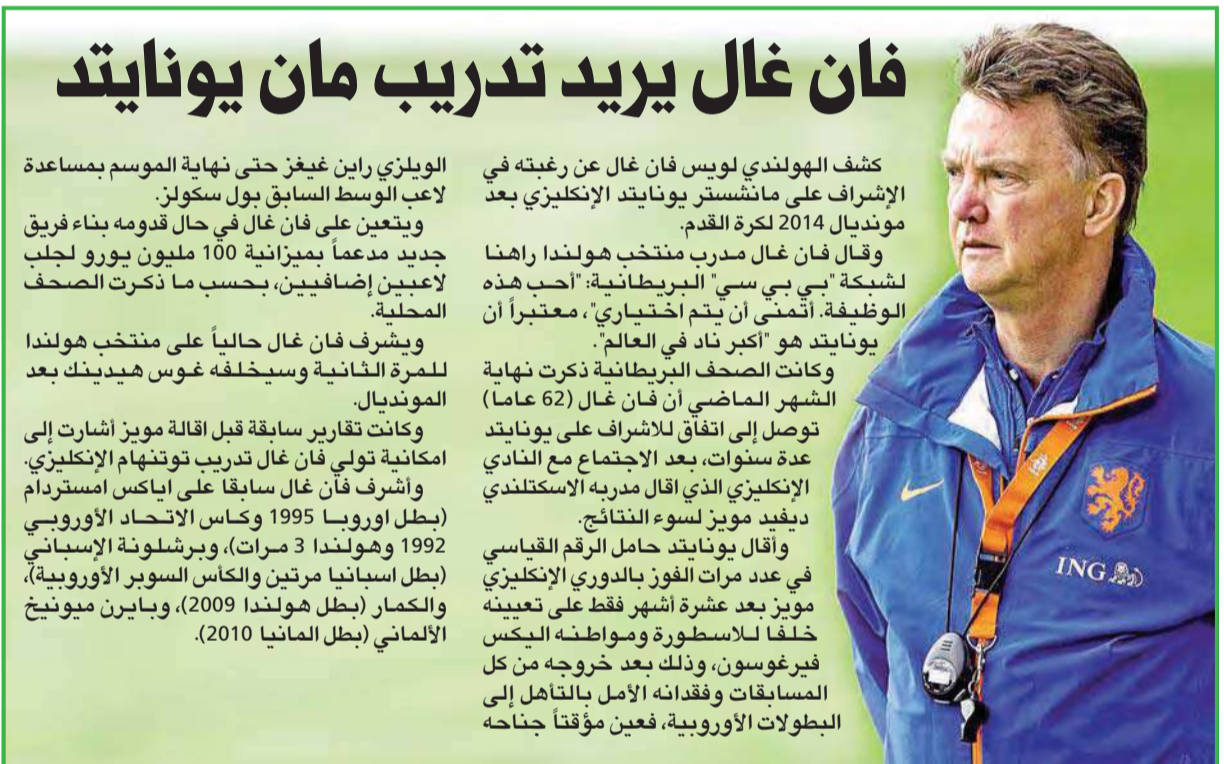 فان غال يريد تدريب مان يونايتد
كشف الهولندي لويس فان غال عن رغبته في
الإشراف على مانشستر يونايتد الإنكليزي بعد
مونديال 2014 لكرة القدم.
وقال فان غال مدرب منتخب هولندا راهنا
لشبكة "بي بي سي" البريطانية: "أحب هذه
الوظيفة. أتمنى أن يتم اختياري"، معتبراً أن
يونايتد هو "أكبر ناد في العالم".
وكانت الصحف البريطانية ذكرت نهاية
الشهر الماضي أن فان غال (62 عاما)
توصل إلى اتفاق للاشراف على يونايتد
عدة سنوات، بعد الاجتماع مع النادي
الإنكليزي الذي اقال مدربه الاسكتلندي
ديفيد مويز لسوء النتائج.
وأقال يونايتد حامل الرقم القياسي
في عدد مرات الفوز بالدوري الإنكليزي
مويز بعد عشرة أشهر فقط على تعيينه
خلفا للاسطورة ومواطنه اليكس
فيرغوسون، وذلك بعد خروجه من كل
المسابقات وفقدانه الأمل بالتأهل إلى
البطولات الأوروبية، فعين مؤقتاً جناحه
الويلزي راين غيغز حتى نهاية الموسم بمساعدة
لاعب الوسط السابق بول سكولز.
ويتعين على فان غال في حال قدومه بناء فريق
جديد مدعماً بميزانية 100 مليون يورو لجلب
لاعبين إضافيين، بحسب ما ذكرت الصحف
المحلية.
ويشرف فان غال حالياً على منتخب هولندا
للمرة الثانية وسيخلفه غوس هيدينك بعد
المونديال.
وكانت تقارير سابقة قبل اقالة مويز أشارت إلى
امكانية تولي فان غال تدريب توتنهام الإنكليزي.
وأشرف فان غال سابقا على اياكس امستردام
(بطل اوروبا 1995 وكاس الاتحاد الأوروبي
1992 وهولندا 3 مرات)، وبرشلونة الإسباني
(بطل اسبانيا مرتين والكأس السوبر الأوروبية)،
والكمار (بطل هولندا 2009)، وبايرن ميونيخ
الألماني (بطل المانيا 2010).
ING